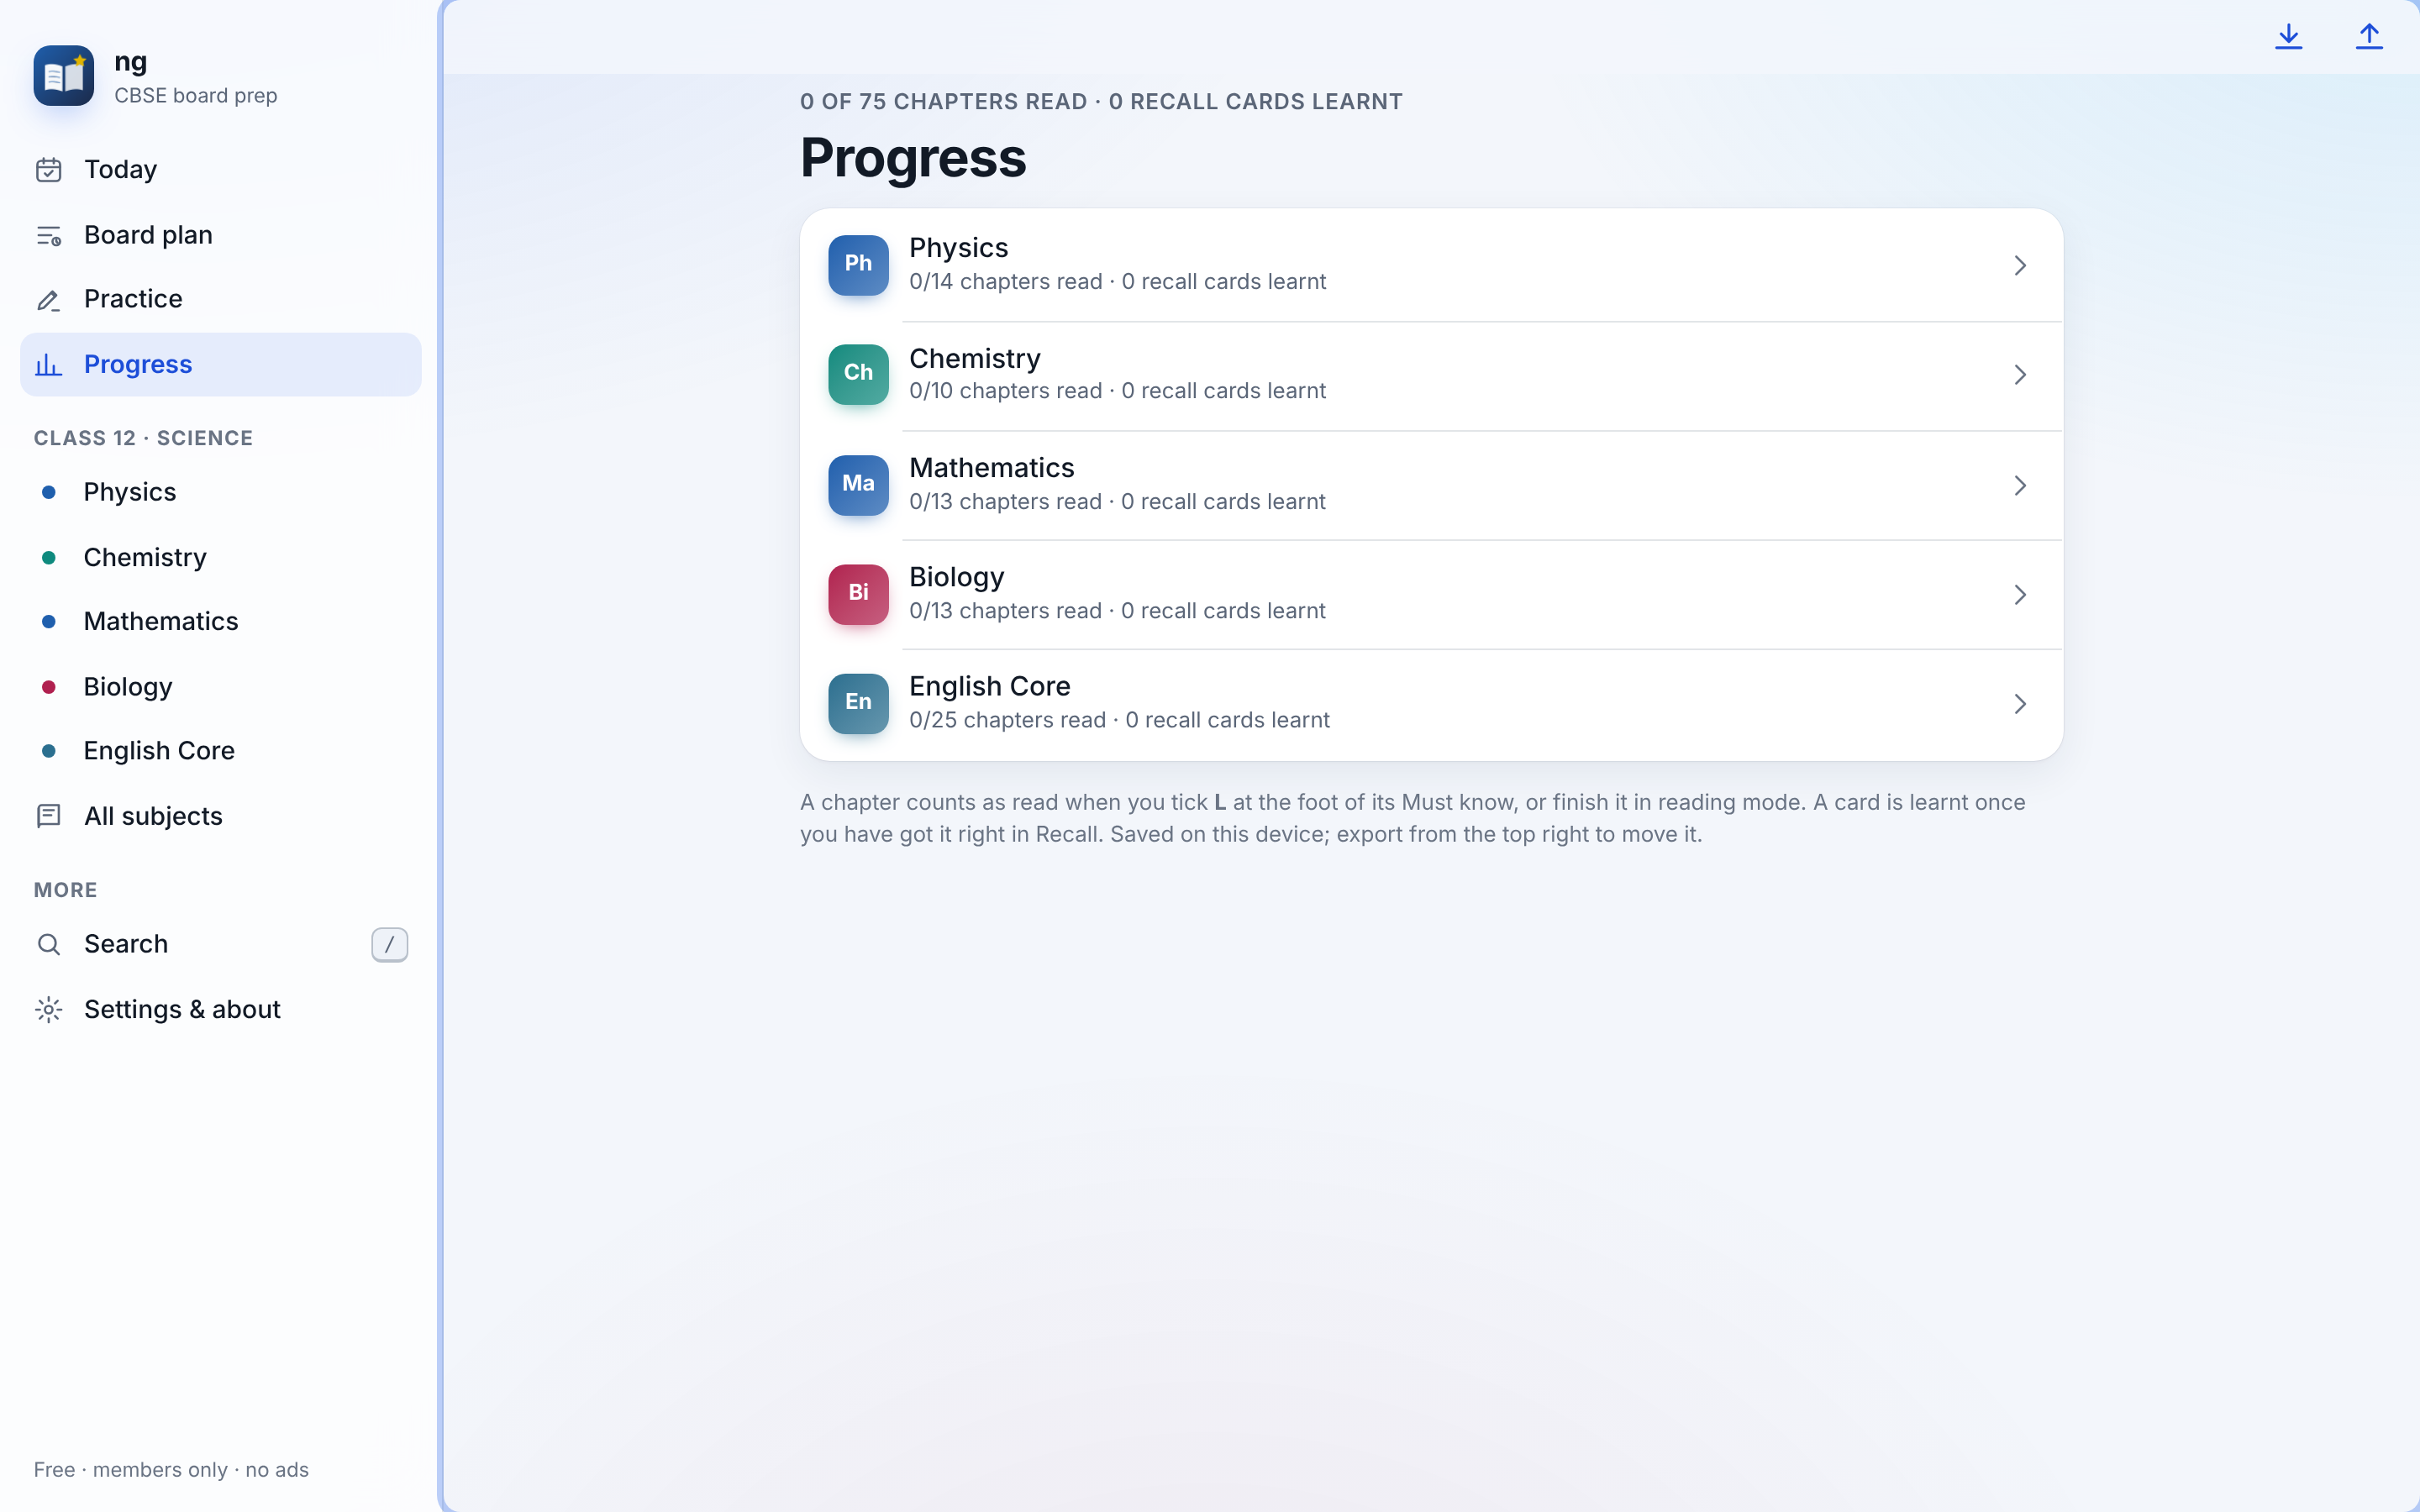 ng
CBSE board prep
Today
Board plan
Practice
Progress
CLASS 12 · SCIENCE
Physics
Chemistry
Mathematics
Biology
English Core
All subjects
MORE
Search /
Settings & about
Free · members only · no ads
0 OF 75 CHAPTERS READ · 0 RECALL CARDS LEARNT
Progress
Ph
Physics
0/14 chapters read · 0 recall cards learnt
Ch
Chemistry
0/10 chapters read · 0 recall cards learnt
Ma
Mathematics
0/13 chapters read · 0 recall cards learnt
Bi
Biology
0/13 chapters read · 0 recall cards learnt
En
English Core
0/25 chapters read · 0 recall cards learnt
A chapter counts as read when you tick L at the foot of its Must know, or finish it in reading mode. A card is learnt once
you have got it right in Recall. Saved on this device; export from the top right to move it.